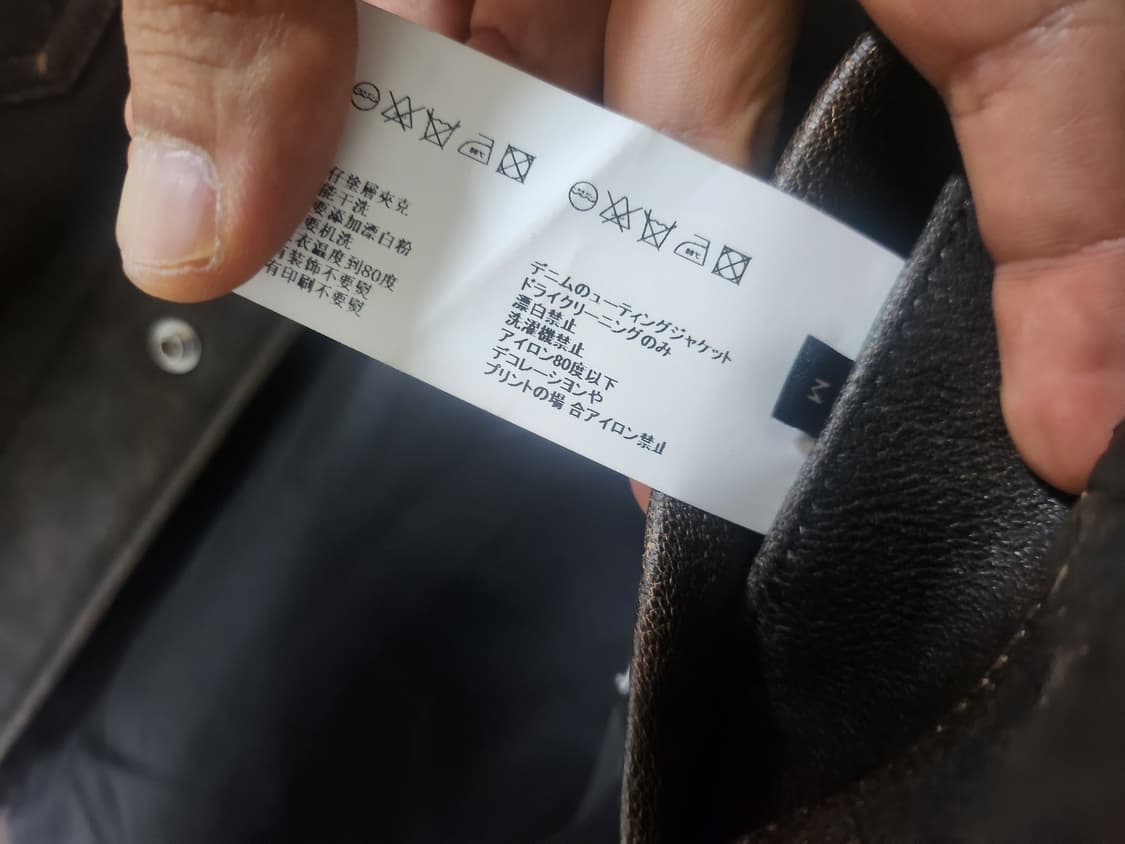 仔塗層夾克
能干洗
要添加漂白粉
要机洗
衣温度到80度
有装饰不要熨
有印刷不要熨
デニムのューティングジャケット
ドライクリーニングのみ
漂白禁止
洗濯機禁止
アイロン80度以下
デコレーションや
プリントの場 合アイロン禁止
M